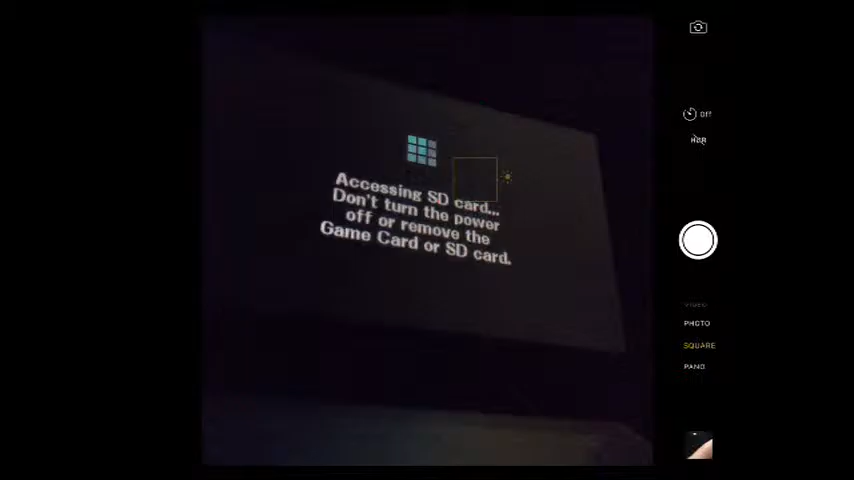 Accessing SD card...
Don't turn the power
off or remove the
Game Card or SD card.
Off
HDR
VIDEO
PHOTO
SQUARE
PANO